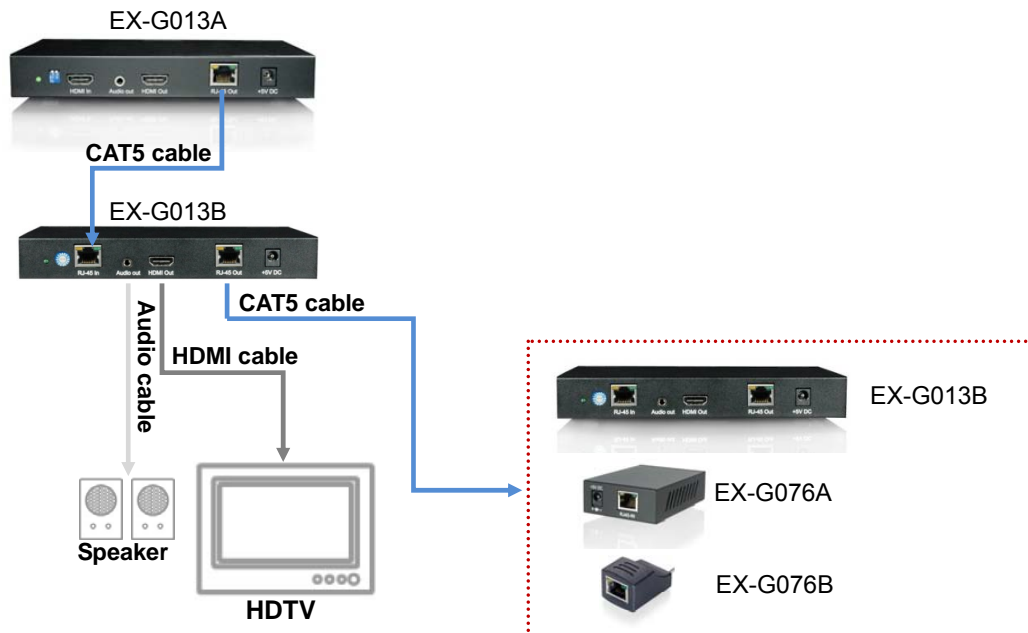 EX-G013A
HDMI In
Audio out
HDMI Out
RJ-45 Out
+5V DC
CAT5 cable
EX-G013B
RJ-45 In
Audio out
HDMI Out
RJ-45 Out
+5V DC
CAT5 cable
Audio cable
HDMI cable
EX-G013B
RJ-45 In
Audio out
HDMI Out
RJ-45 Out
+5V DC
EX-G076A
RJ45-45
Speaker
EX-G076B
HDTV